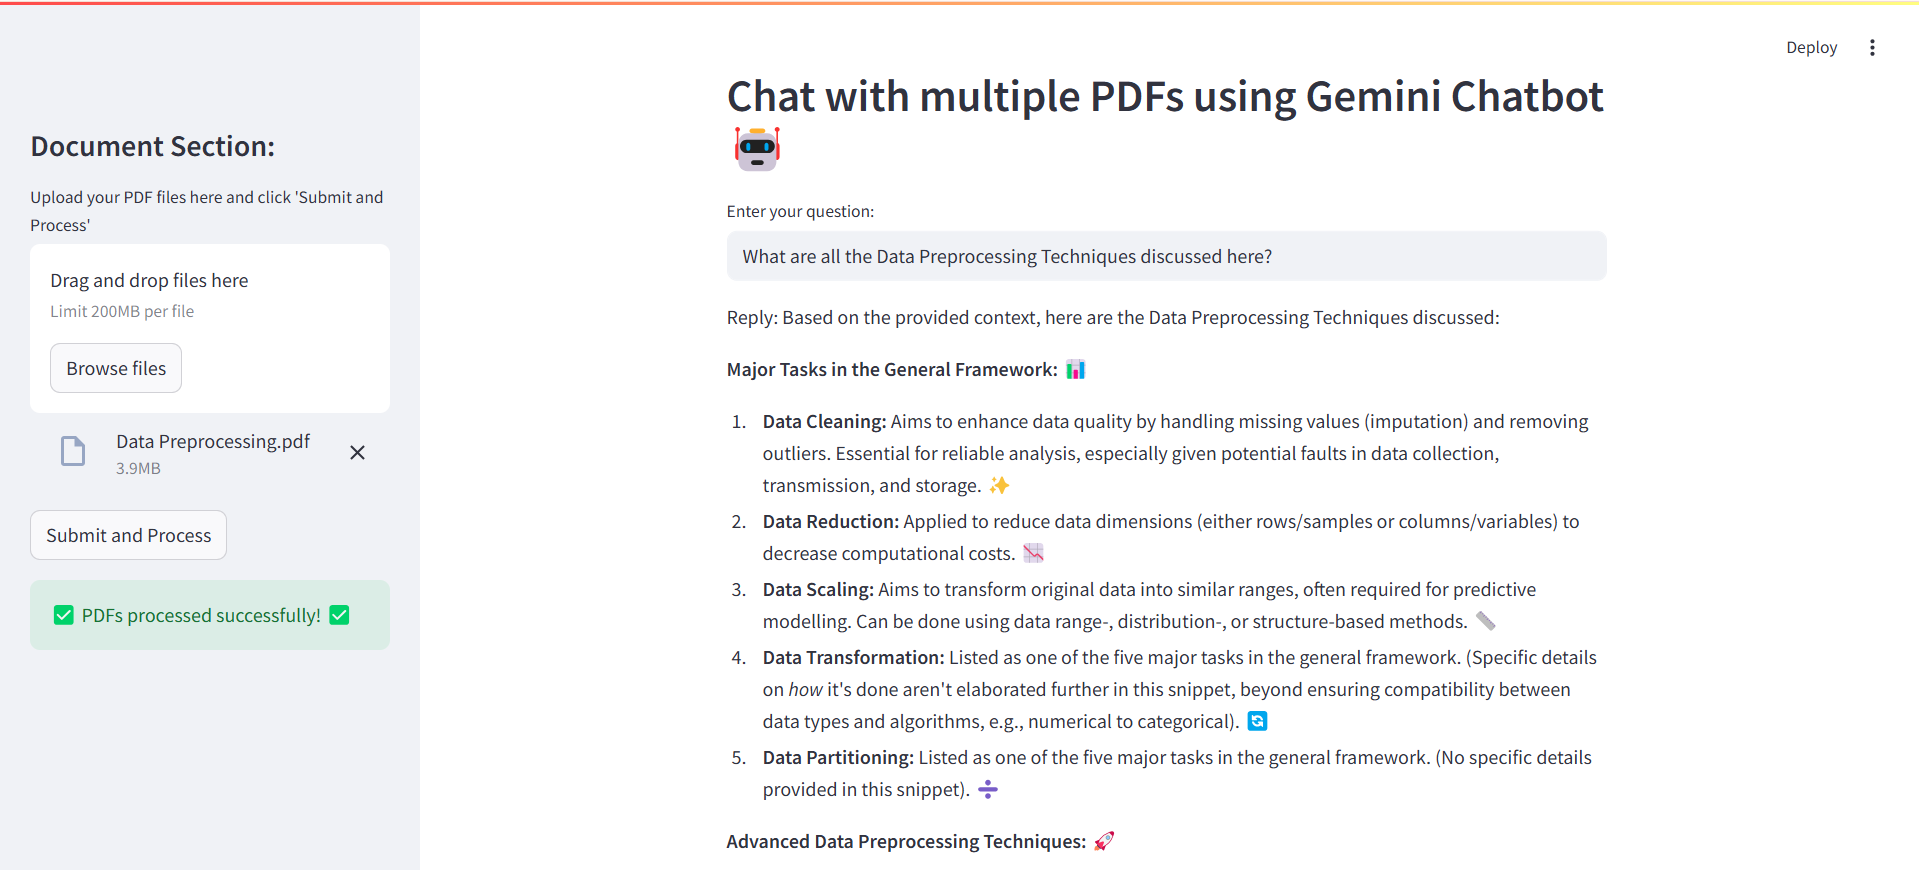 Deploy
Document Section:
Upload your PDF files here and click 'Submit and
Process'
Drag and drop files here
Limit 200MB per file
Browse files
Data Preprocessing.pdf
3.9MB
Submit and Process
✅ PDFs processed successfully! ✅
Chat with multiple PDFs using Gemini Chatbot
🤖
Enter your question:
What are all the Data Preprocessing Techniques discussed here?
Reply: Based on the provided context, here are the Data Preprocessing Techniques discussed:
Major Tasks in the General Framework: 📊
1. Data Cleaning: Aims to enhance data quality by handling missing values (imputation) and removing
outliers. Essential for reliable analysis, especially given potential faults in data collection,
transmission, and storage. ✨
2. Data Reduction: Applied to reduce data dimensions (either rows/samples or columns/variables) to
decrease computational costs. 📉
3. Data Scaling: Aims to transform original data into similar ranges, often required for predictive
modelling. Can be done using data range-, distribution-, or structure-based methods. 📏
4. Data Transformation: Listed as one of the five major tasks in the general framework. (Specific details
on how it's done aren't elaborated further in this snippet, beyond ensuring compatibility between
data types and algorithms, e.g., numerical to categorical). 🔄
5. Data Partitioning: Listed as one of the five major tasks in the general framework. (No specific details
provided in this snippet). ➗
Advanced Data Preprocessing Techniques: 🚀